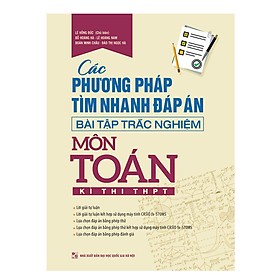 LÊ HỒNG ĐỨC (Chủ biên)
ĐỖ HOÀNG HÀ - LÊ HOÀNG NAM
ĐOÀN MINH CHÂU - ĐÀO THỊ NGỌC HÀ
Các
PHƯƠNG PHÁP
TÌM NHANH ĐÁP ÁN
BÀI TẬP TRẮC NGHIỆM
MÔN
TOÁN
KÌ THI THPT
- Lời giải tự luận
- Lời giải tự luận kết hợp sử dụng máy tính CASIO fx-570MS
- Lựa chọn đáp án bằng phép thử
- Lựa chọn đáp án bằng phép thử kết hợp sử dụng máy tính CASIO fx-570MS
- Lựa chọn đáp án bằng phép đánh giá
NHÀ XUẤT BẢN ĐẠI HỌC QUỐC GIA HÀ NỘI